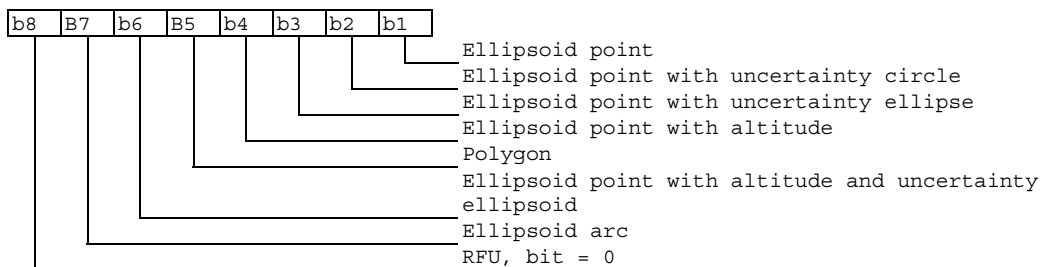 b8 B7 b6 B5 b4 b3 b2 b1
Ellipsoid point
Ellipsoid point with uncertainty circle
Ellipsoid point with uncertainty ellipse
Ellipsoid point with altitude
Polygon
Ellipsoid point with altitude and uncertainty
ellipsoid
Ellipsoid arc
RFU, bit = 0